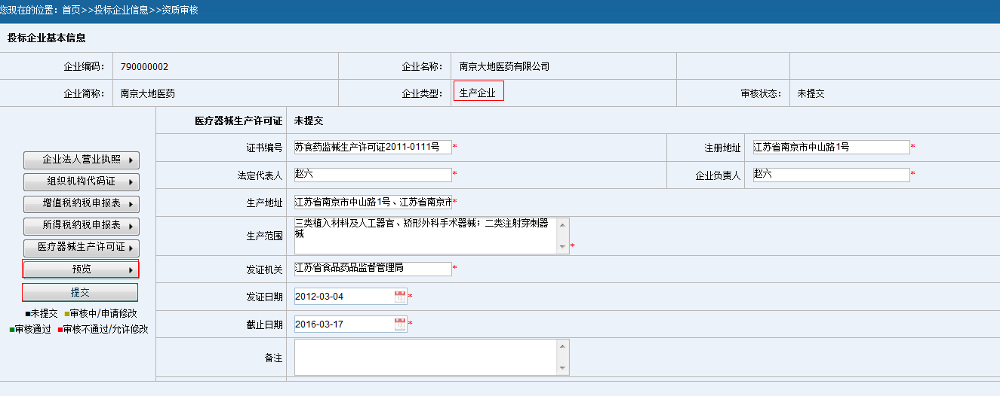 您现在的位置：首页>>投标企业信息>>资质审核
投标企业基本信息
企业编码： 790000002 企业名称： 南京大地医药有限公司
企业简称： 南京大地医药 企业类型： 生产企业 审核状态： 未提交
医疗器械生产许可证 未提交
证书编号 苏食药监械生产许可证2011-0111号* 注册地址 江苏省南京市中山路1号*
法定代表人 赵六* 企业负责人 赵六*
生产地址 江苏省南京市中山路1号、江苏省南京市*
生产范围 三类植入材料及人工器官、矫形外科手术器械；二类注射穿刺器
械
*
发证机关 江苏省食品药品监督管理局*
发证日期 2012-03-04 *
截止日期 2016-03-17 *
备注
企业法人营业执照
组织机构代码证
增值税纳税申报表
所得税纳税申报表
医疗器械生产许可证
预览
提交
■未提交 ■审核中/申请修改
■审核通过 ■审核不通过/允许修改